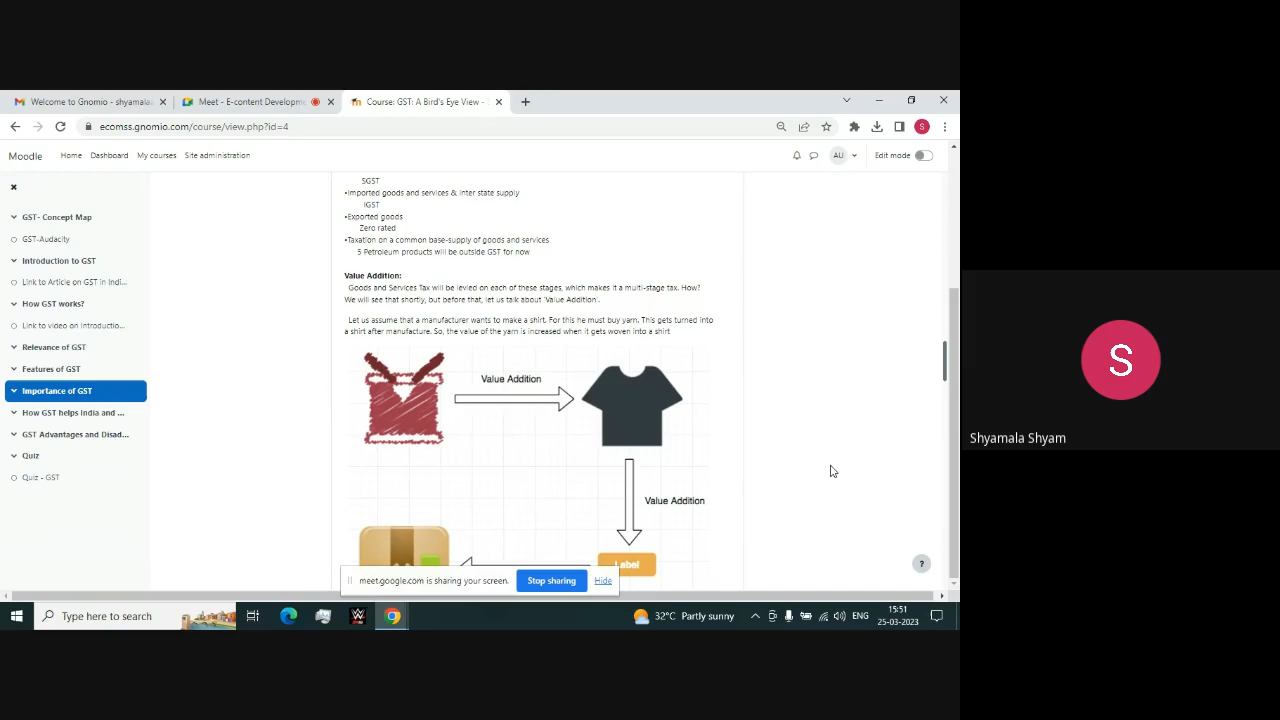 Welcome to Gnomio - shyamala
Meet - E-content Developme
Course: GST: A Bird's Eye View -
ecomss.gnomio.com/course/view.php?id=4
S
Moodle
Home
Dashboard
My courses
Site administration
AU
Edit mode
GST- Concept Map
GST-Audacity
Introduction to GST
Link to Article on GST in Indi...
How GST works?
Link to video on Introductio...
Relevance of GST
Features of GST
Importance of GST
How GST helps India and ...
GST Advantages and Disad...
Quiz
Quiz - GST
SGST
•Imported goods and services & Inter state supply
IGST
•Exported goods
Zero rated
•Taxation on a common base-supply of goods and services
5 Petroleum products will be outside GST for now
Value Addition:
Goods and Services Tax will be levied on each of these stages, which makes it a multi-stage tax. How?
We will see that shortly, but before that, let us talk about 'Value Addition'.
Let us assume that a manufacturer wants to make a shirt. For this he must buy yarn. This gets turned into
a shirt after manufacture. So, the value of the yarn is increased when it gets woven into a shirt
Value Addition
Value Addition
Label
?
meet.google.com is sharing your screen.
Stop sharing
Hide
Type here to search
W
32°C Partly sunny
ENG
15:51
25-03-2023
S
Shyamala Shyam